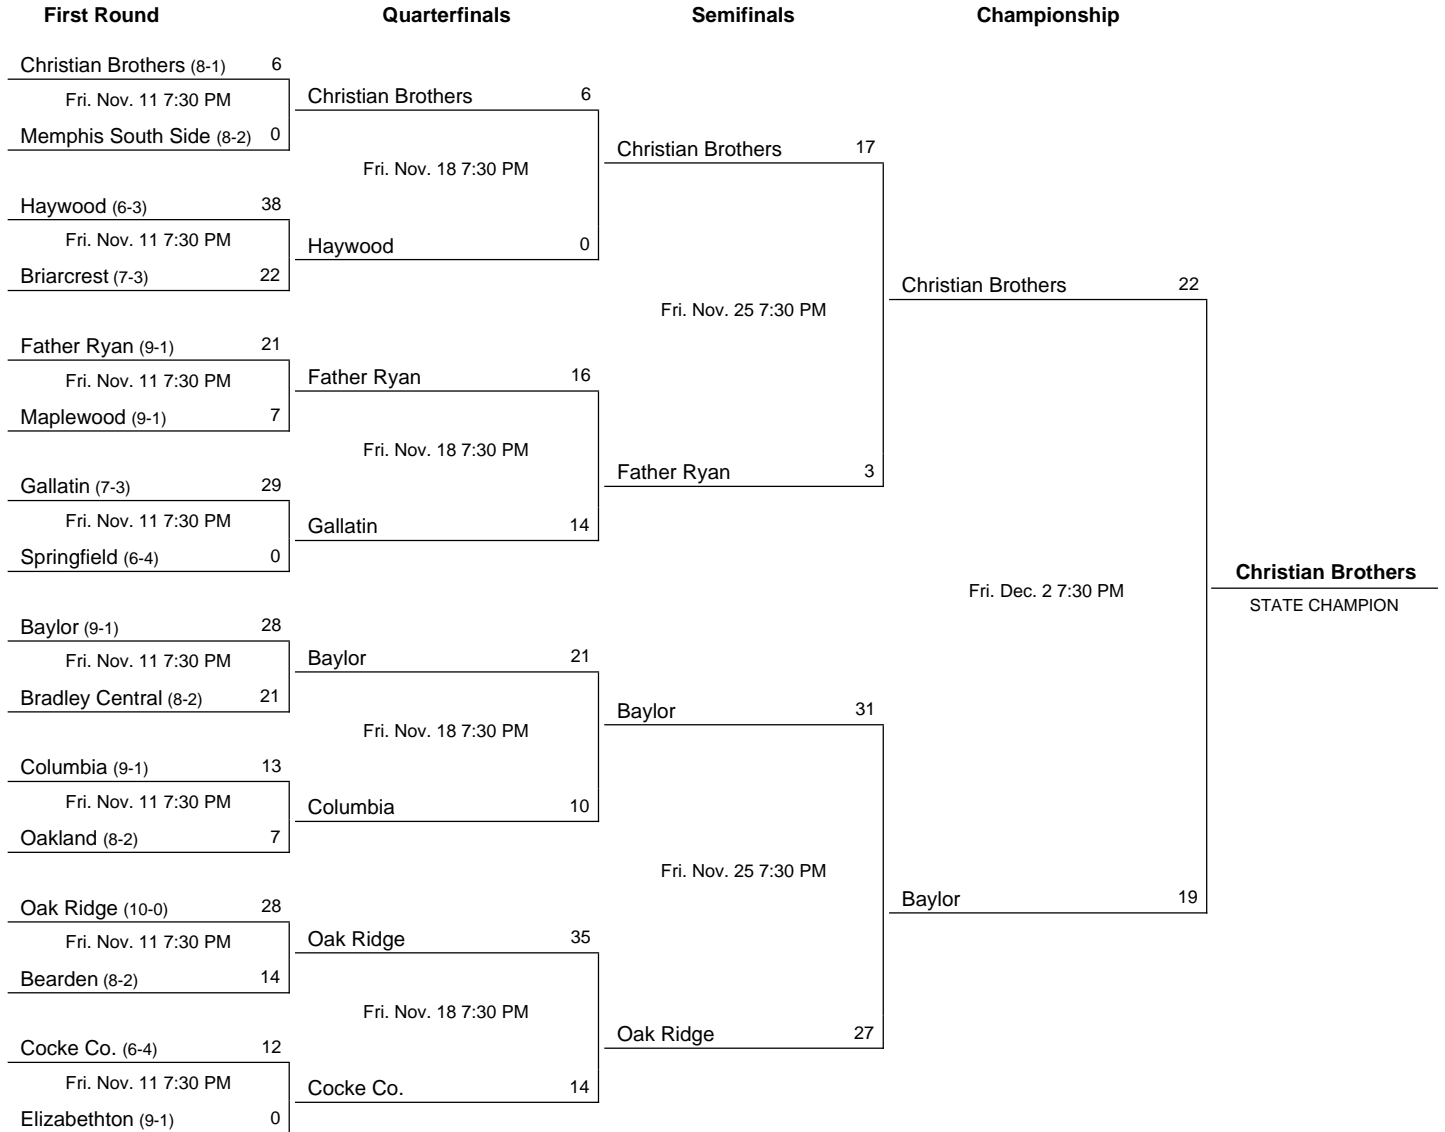 First Round Quarterfinals Semifinals Championship
Christian Brothers (8-1) 6
Fri. Nov. 11 7:30 PM
Memphis South Side (8-2) 0
Haywood (6-3) 38
Fri. Nov. 11 7:30 PM
Briarcrest (7-3) 22
Father Ryan (9-1) 21
Fri. Nov. 11 7:30 PM
Maplewood (9-1) 7
Gallatin (7-3) 29
Fri. Nov. 11 7:30 PM
Springfield (6-4) 0
Baylor (9-1) 28
Fri. Nov. 11 7:30 PM
Bradley Central (8-2) 21
Columbia (9-1) 13
Fri. Nov. 11 7:30 PM
Oakland (8-2) 7
Oak Ridge (10-0) 28
Fri. Nov. 11 7:30 PM
Bearden (8-2) 14
Cocke Co. (6-4) 12
Fri. Nov. 11 7:30 PM
Elizabethton (9-1) 0
Christian Brothers 6
Fri. Nov. 18 7:30 PM
Haywood 0
Father Ryan 16
Fri. Nov. 18 7:30 PM
Gallatin 14
Baylor 21
Fri. Nov. 18 7:30 PM
Columbia 10
Oak Ridge 35
Fri. Nov. 18 7:30 PM
Cocke Co. 14
Christian Brothers 17
Fri. Nov. 25 7:30 PM
Father Ryan 3
Baylor 31
Fri. Nov. 25 7:30 PM
Oak Ridge 27
Christian Brothers 22
Fri. Dec. 2 7:30 PM
Baylor 19
Christian Brothers
STATE CHAMPION